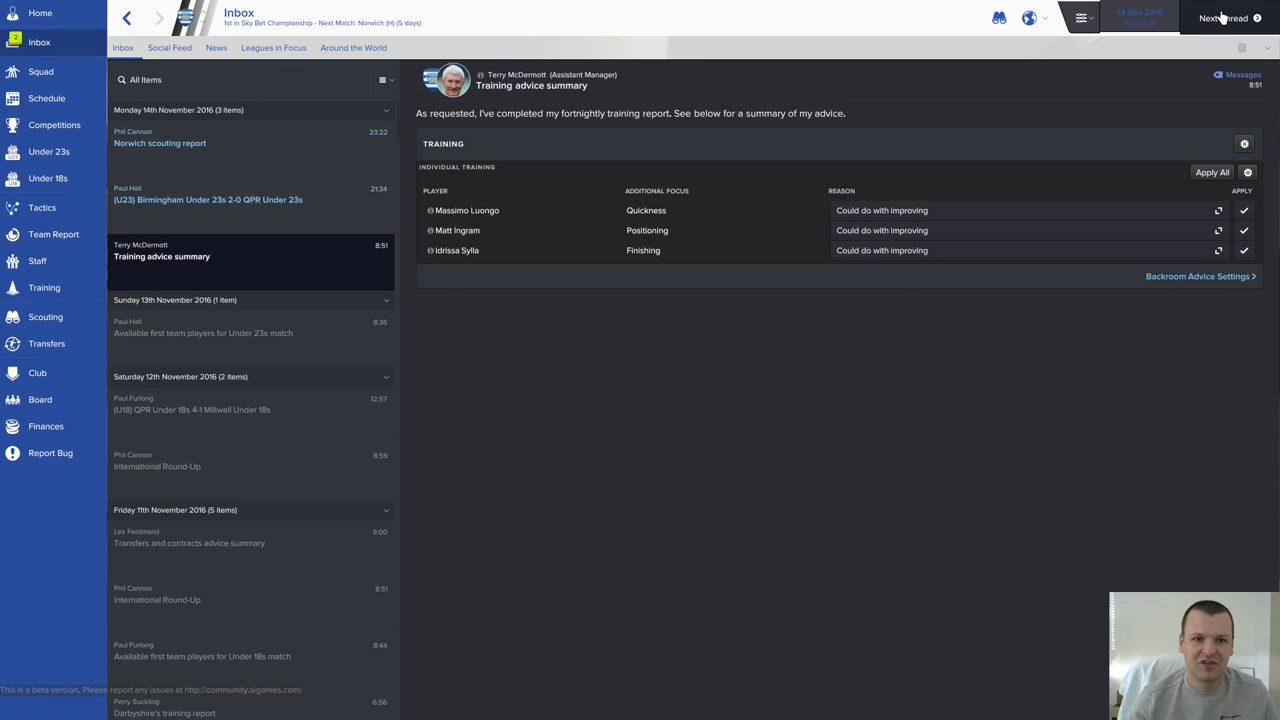 Home
2
Inbox
Squad
Schedule
Competitions
U23
Under 23s
U18
Under 18s
Tactics
Team Report
Staff
Training
Scouting
Transfers
Club
Board
Finances
Report Bug
Inbox
1st in Sky Bet Championship - Next Match: Norwich (H) (5 days)
14 Nov 2016
Next Thread
Inbox
Social Feed
News
Leagues in Focus
Around the World
All Items
Monday 14th November 2016 (3 items)
Phil Cannon 23:22
Norwich scouting report
Paul Hall 21:34
(U23) Birmingham Under 23s 2-0 QPR Under 23s
Terry McDermott 8:51
Training advice summary
Sunday 13th November 2016 (1 item)
Paul Hall 8:36
Available first team players for Under 23s match
Saturday 12th November 2016 (2 items)
Paul Furlong 12:57
(U18) QPR Under 18s 4-1 Millwall Under 18s
Phil Cannon 8:59
International Round-Up
Friday 11th November 2016 (5 items)
Les Ferdinand 9:00
Transfers and contracts advice summary
Phil Cannon 8:51
International Round-Up
Paul Furlong 8:44
Available first team players for Under 18s match
Perry Suckling 6:56
Darbyshire's training report
This is a beta version. Please report any issues at http://community.sigames.com/
Terry McDermott (Assistant Manager)
Training advice summary
Messages
8:51
As requested, I've completed my fortnightly training report. See below for a summary of my advice.
TRAINING
INDIVIDUAL TRAINING
Apply All
PLAYER ADDITIONAL FOCUS REASON APPLY
Massimo Luongo Quickness Could do with improving
Matt Ingram Positioning Could do with improving
Idrissa Sylla Finishing Could do with improving
Backroom Advice Settings >